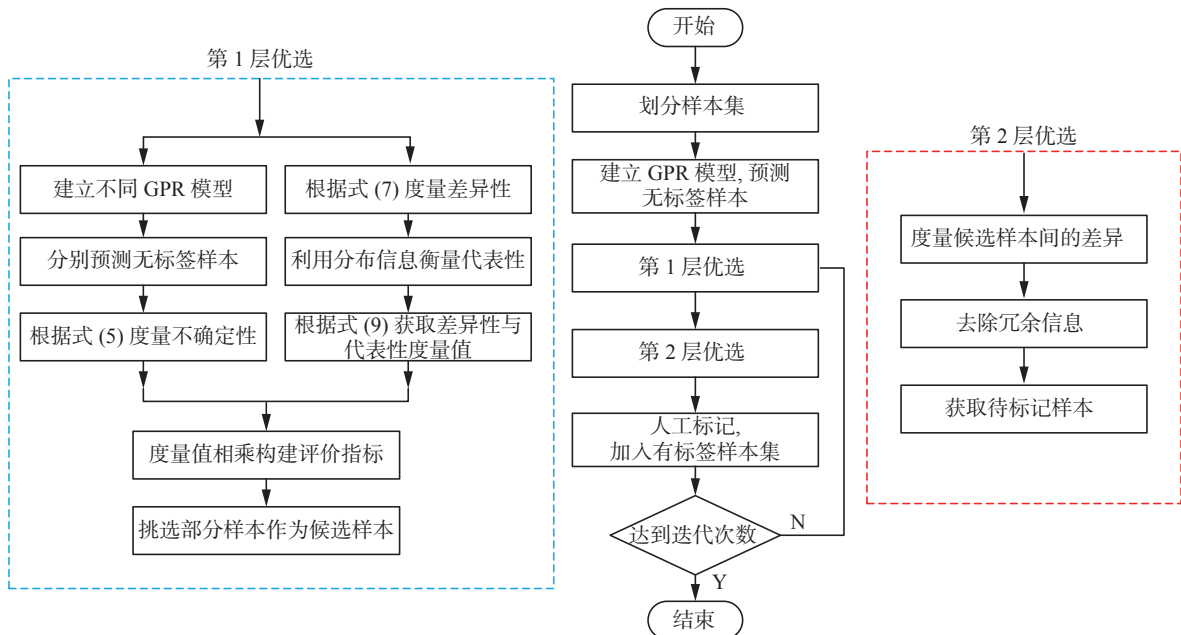 第 1 层优选
建立不同 GPR 模型
分别预测无标签样本
根据式 (5) 度量不确定性
根据式 (7) 度量差异性
利用分布信息衡量代表性
根据式 (9) 获取差异性与
代表性度量值
度量值相乘构建评价指标
挑选部分样本作为候选样本
开始
划分样本集
建立 GPR 模型, 预测
无标签样本
第 1 层优选
第 2 层优选
人工标记,
加入有标签样本集
达到迭代次数
N
Y
结束
第 2 层优选
度量候选样本间的差异
去除冗余信息
获取待标记样本